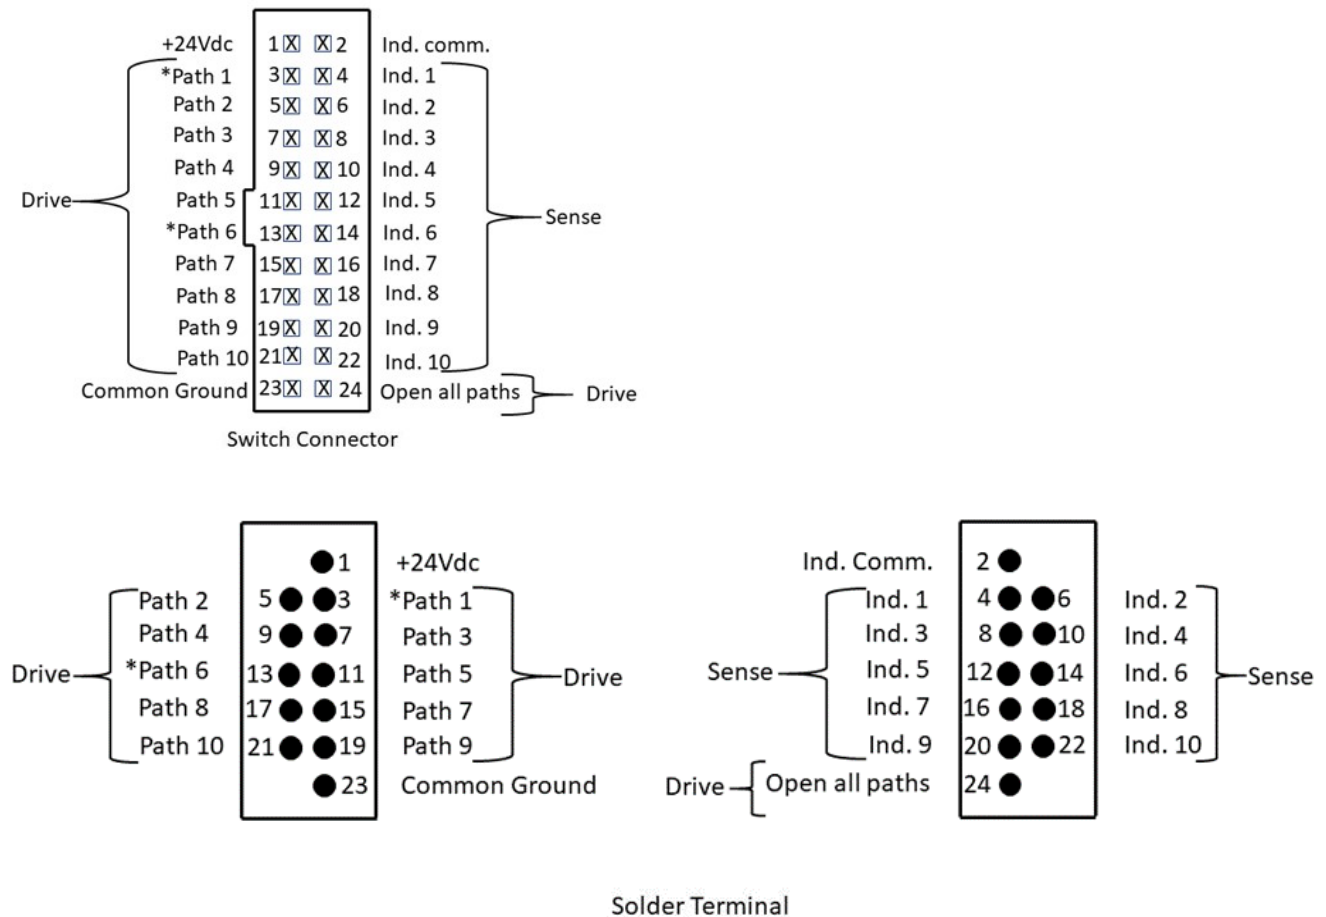 +24Vdc 1 X X 2 Ind. comm.
*Path 1 3 X X 4 Ind. 1
Path 2 5 X X 6 Ind. 2
Path 3 7 X X 8 Ind. 3
Path 4 9 X X 10 Ind. 4
Drive Path 5 11 X X 12 Ind. 5 Sense
*Path 6 13 X X 14 Ind. 6
Path 7 15 X X 16 Ind. 7
Path 8 17 X X 18 Ind. 8
Path 9 19 X X 20 Ind. 9
Path 10 21 X X 22 Ind. 10
Common Ground 23 X X 24 Open all paths Drive
Switch Connector
1 +24Vdc
Path 2 5 3 *Path 1
Path 4 9 7 Path 3
Drive *Path 6 13 11 Path 5 Drive
Path 8 17 15 Path 7
Path 10 21 19 Path 9
23 Common Ground
Ind. Comm. 2
Ind. 1 4 6 Ind. 2
Ind. 3 8 10 Ind. 4
Sense Ind. 5 12 14 Ind. 6 Sense
Ind. 7 16 18 Ind. 8
Ind. 9 20 22 Ind. 10
Drive Open all paths 24
Solder Terminal